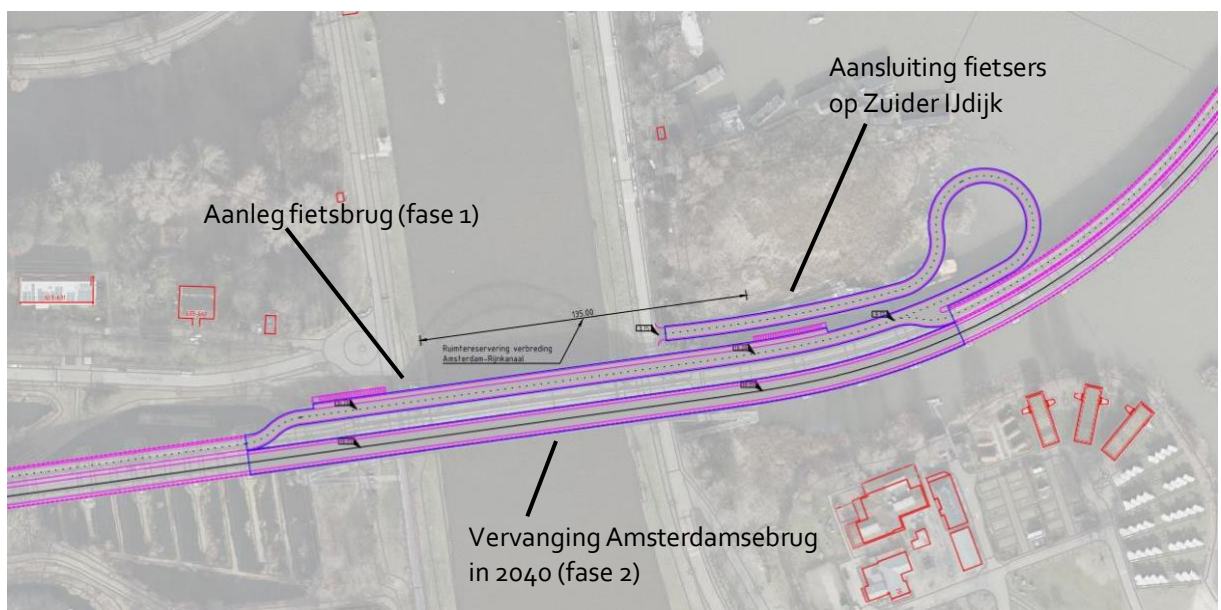 Aansluiting fietsers
op Zuider IJdijk
Aanleg fietsbrug (fase 1)
135.00
Ruimtereservering verbreding
Amsterdam-Rijnkanaal
Vervanging Amsterdamsebrug
in 2040 (fase 2)